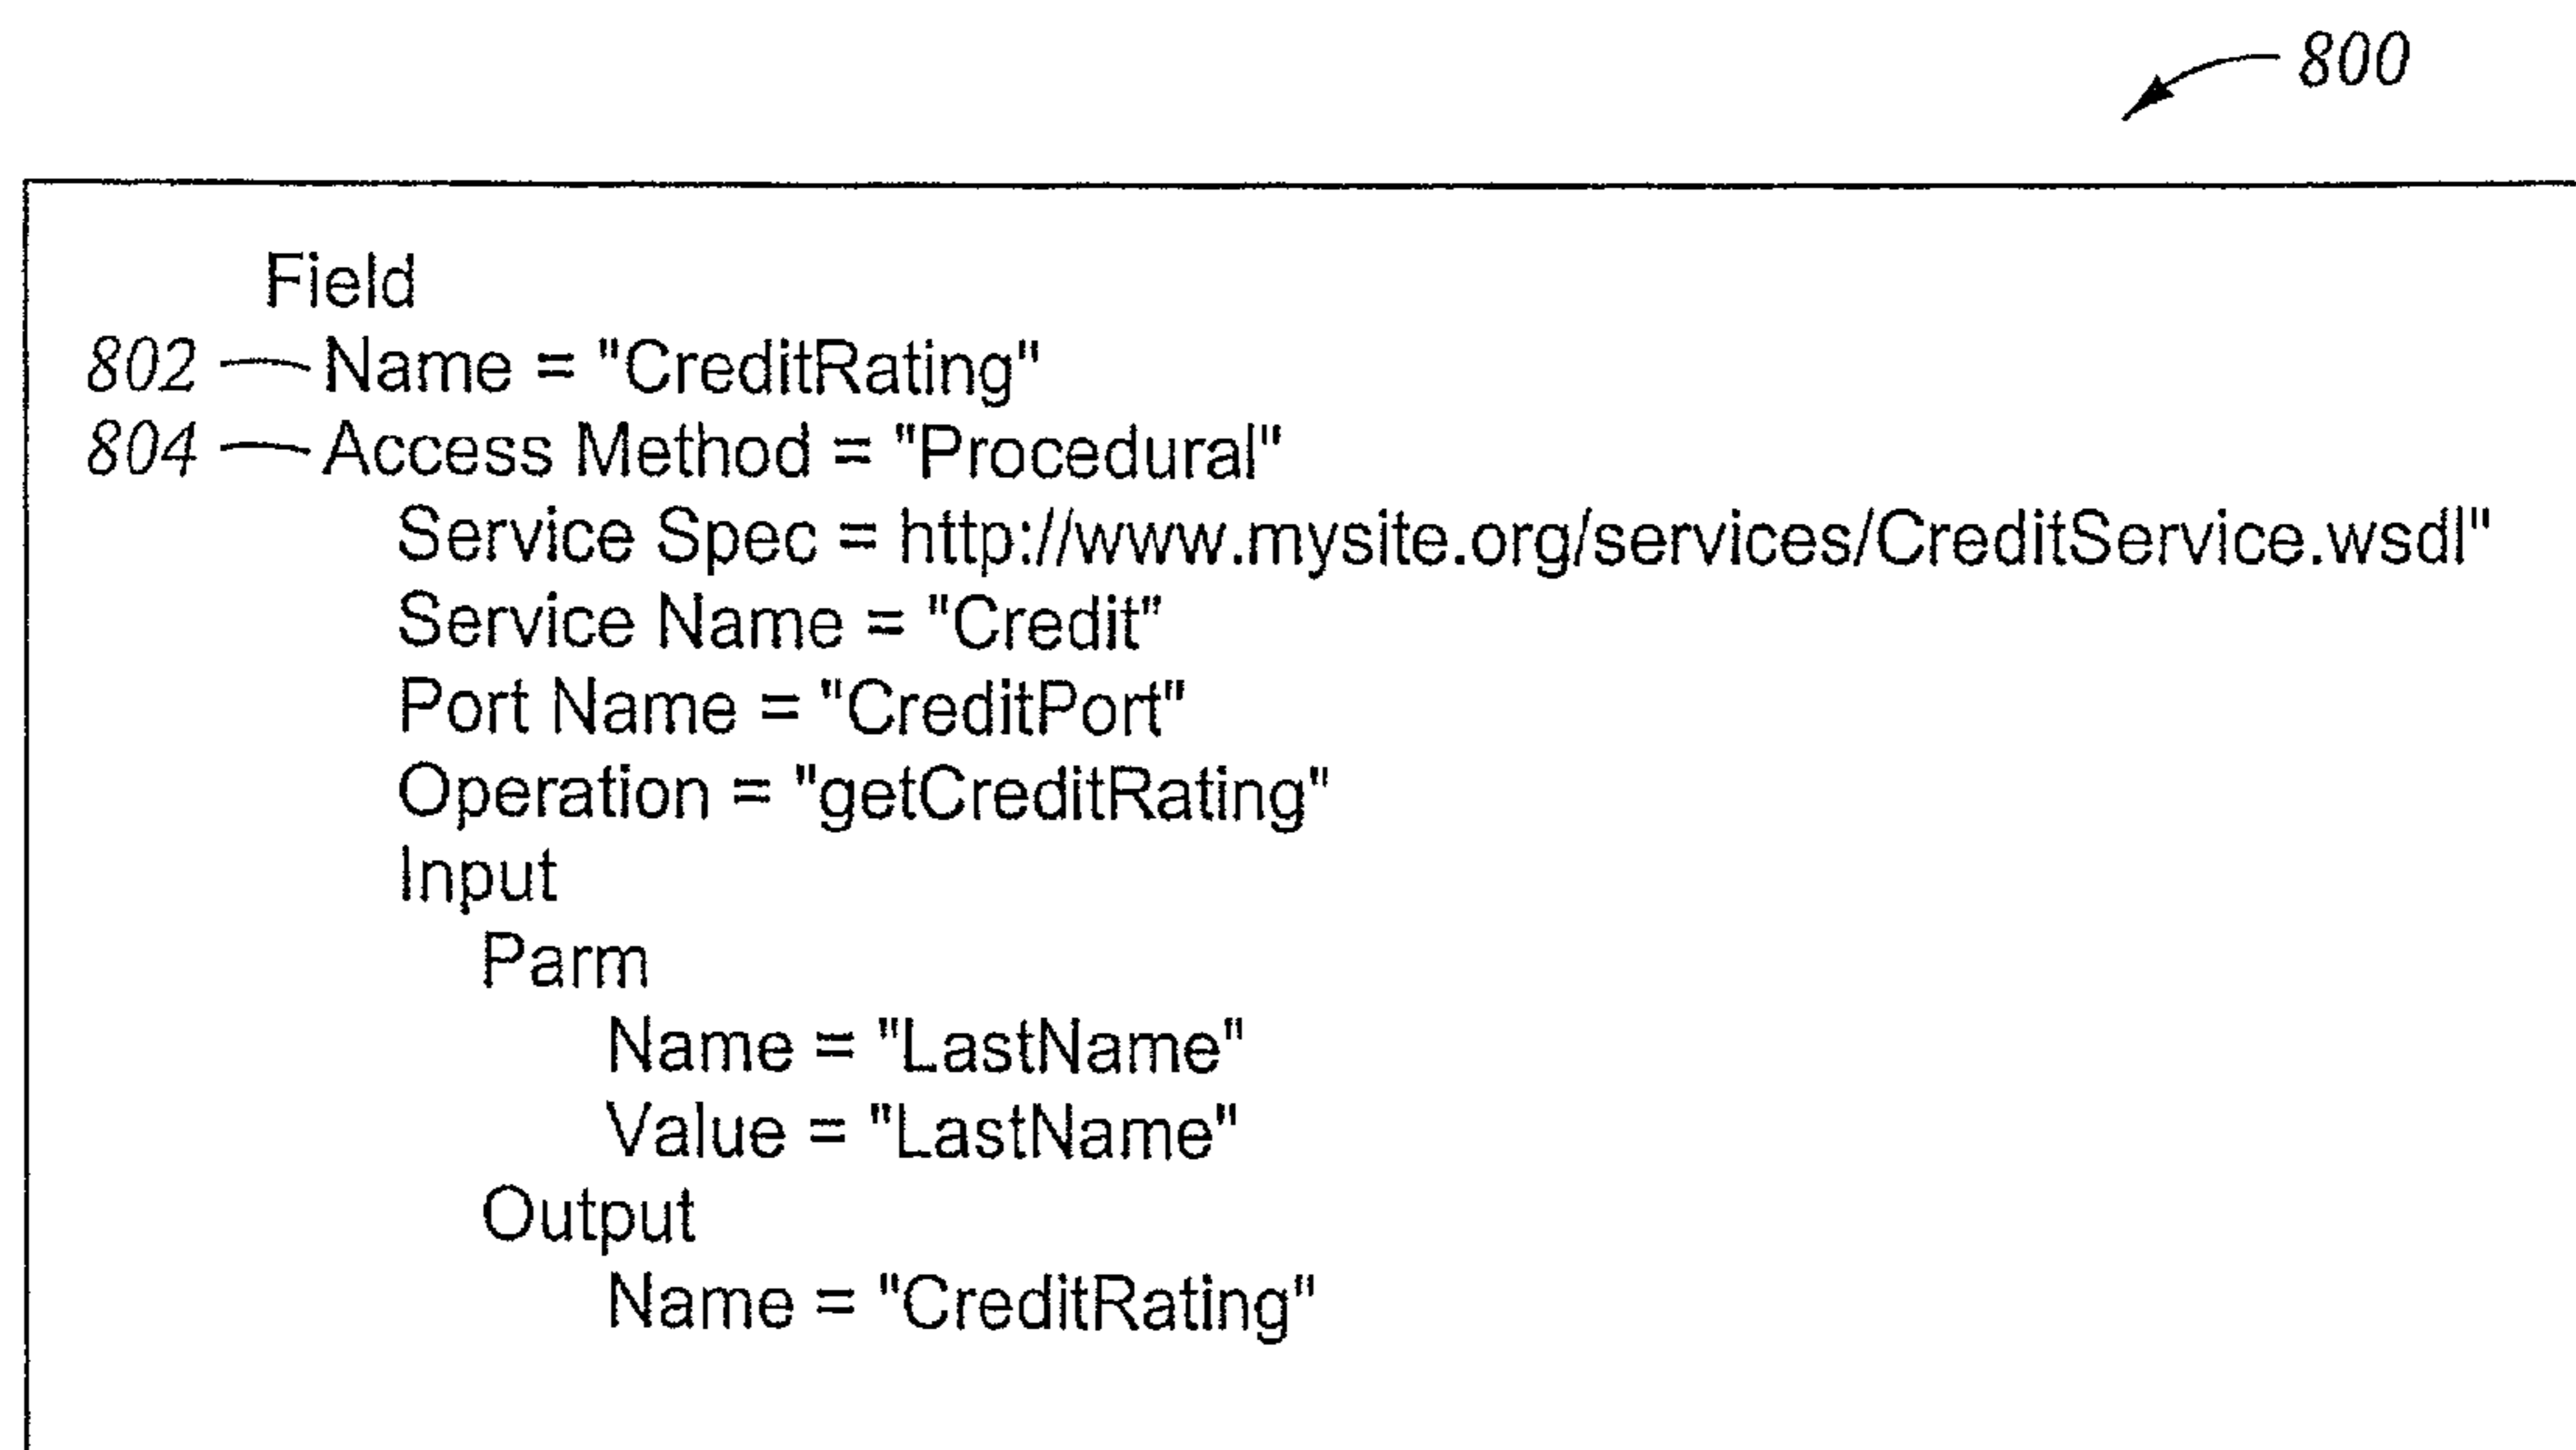 800
Field
802 Name = "CreditRating"
804 Access Method = "Procedural"
Service Spec = http://www.mysite.org/services/CreditService.wsdl"
Service Name = "Credit"
Port Name = "CreditPort"
Operation = "getCreditRating"
Input
Parm
Name = "LastName"
Value = "LastName"
Output
Name = "CreditRating"